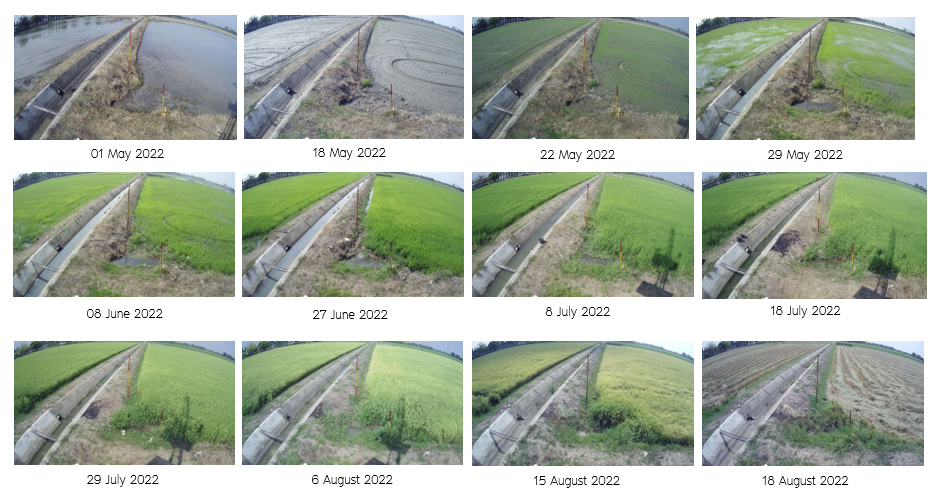 01 May 2022
18 May 2022
22 May 2022
29 May 2022
08 June 2022
27 June 2022
8 July 2022
18 July 2022
29 July 2022
6 August 2022
15 August 2022
18 August 2022